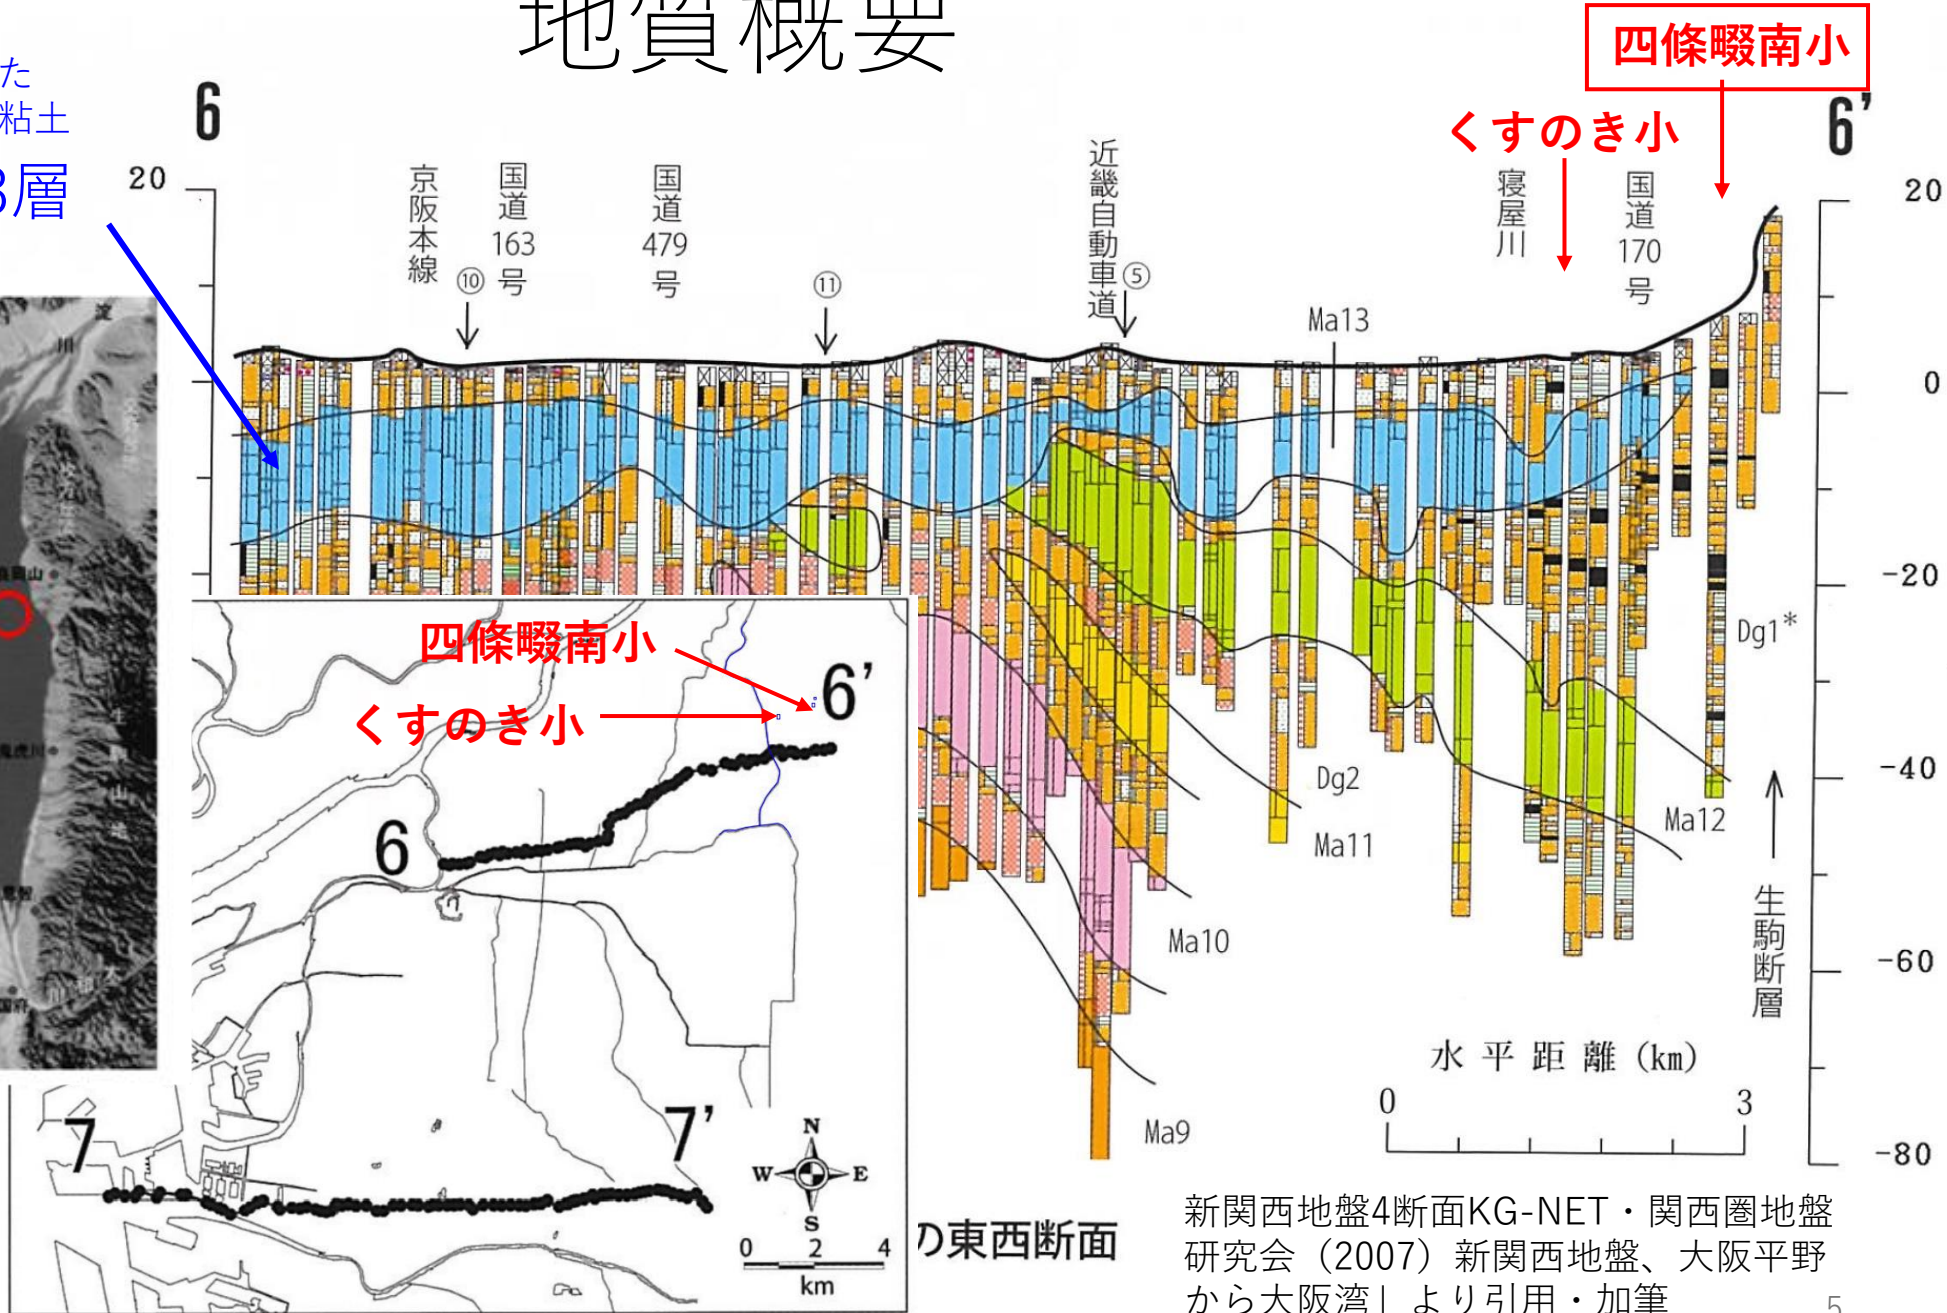 地質概要
た
粘土
3層
6
6’
四條畷南小
くすのき小
20
京阪本線
⑩
国道163号
国道479号
⑪
近畿自動車道
⑤
Ma13
寝屋川
国道170号
20
0
-20
-40
-60
-80
Dg1*
Dg2
Ma12
Ma11
Ma10
Ma9
生駒断層
水平距離 (km)
0 3
淀
川
四條畷南小
くすのき小
6’
6
7
7’
N
W E
S
0 2 4
km
の東西断面
新関西地盤4断面KG-NET・関西圏地盤
研究会（2007）新関西地盤、大阪平野
から大阪湾」より引用・加筆
5